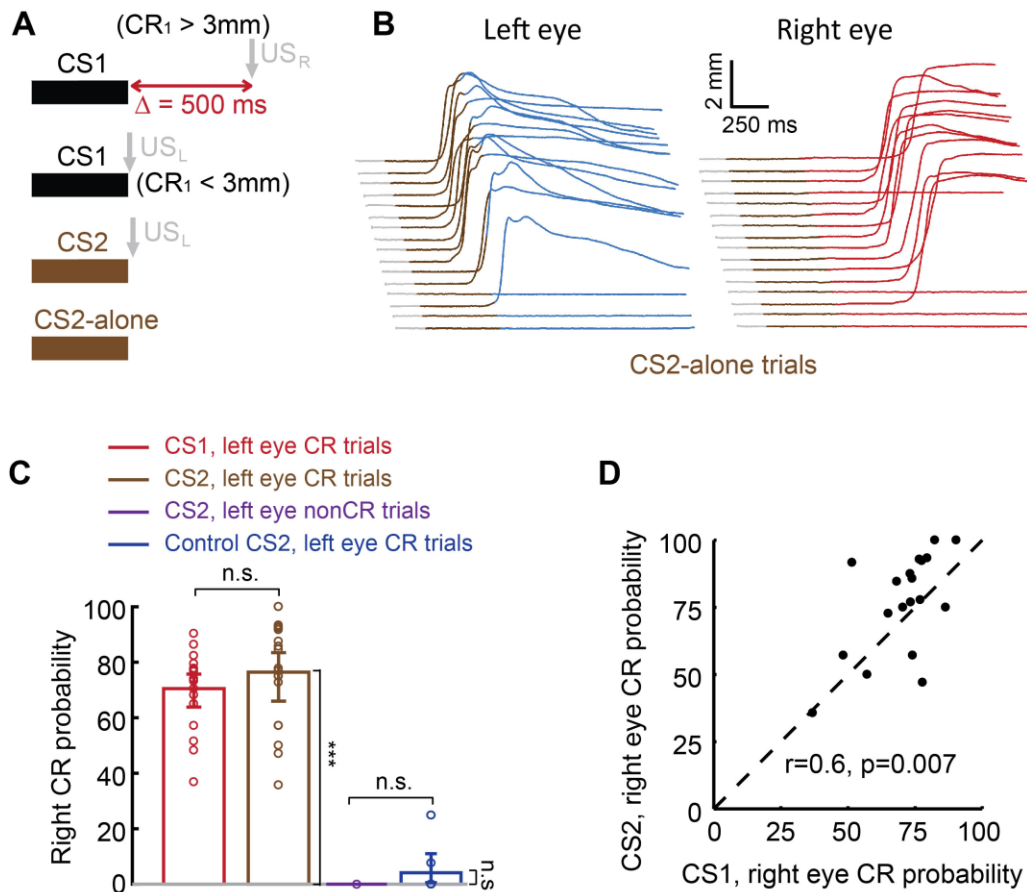 A
(CR₁ > 3mm)
US_R
CS1
Δ = 500 ms
CS1
US_L
(CR₁ < 3mm)
CS2
US_L
CS2-alone
B
Left eye
Right eye
2 mm
250 ms
CS2-alone trials
C
CS1, left eye CR trials
CS2, left eye CR trials
CS2, left eye nonCR trials
Control CS2, left eye CR trials
Right CR probability
100
80
60
40
20
0
n.s.
***
n.s.
n.s
D
CS2, right eye CR probability
100
75
50
25
0
r=0.6, p=0.007
0 25 50 75 100
CS1, right eye CR probability